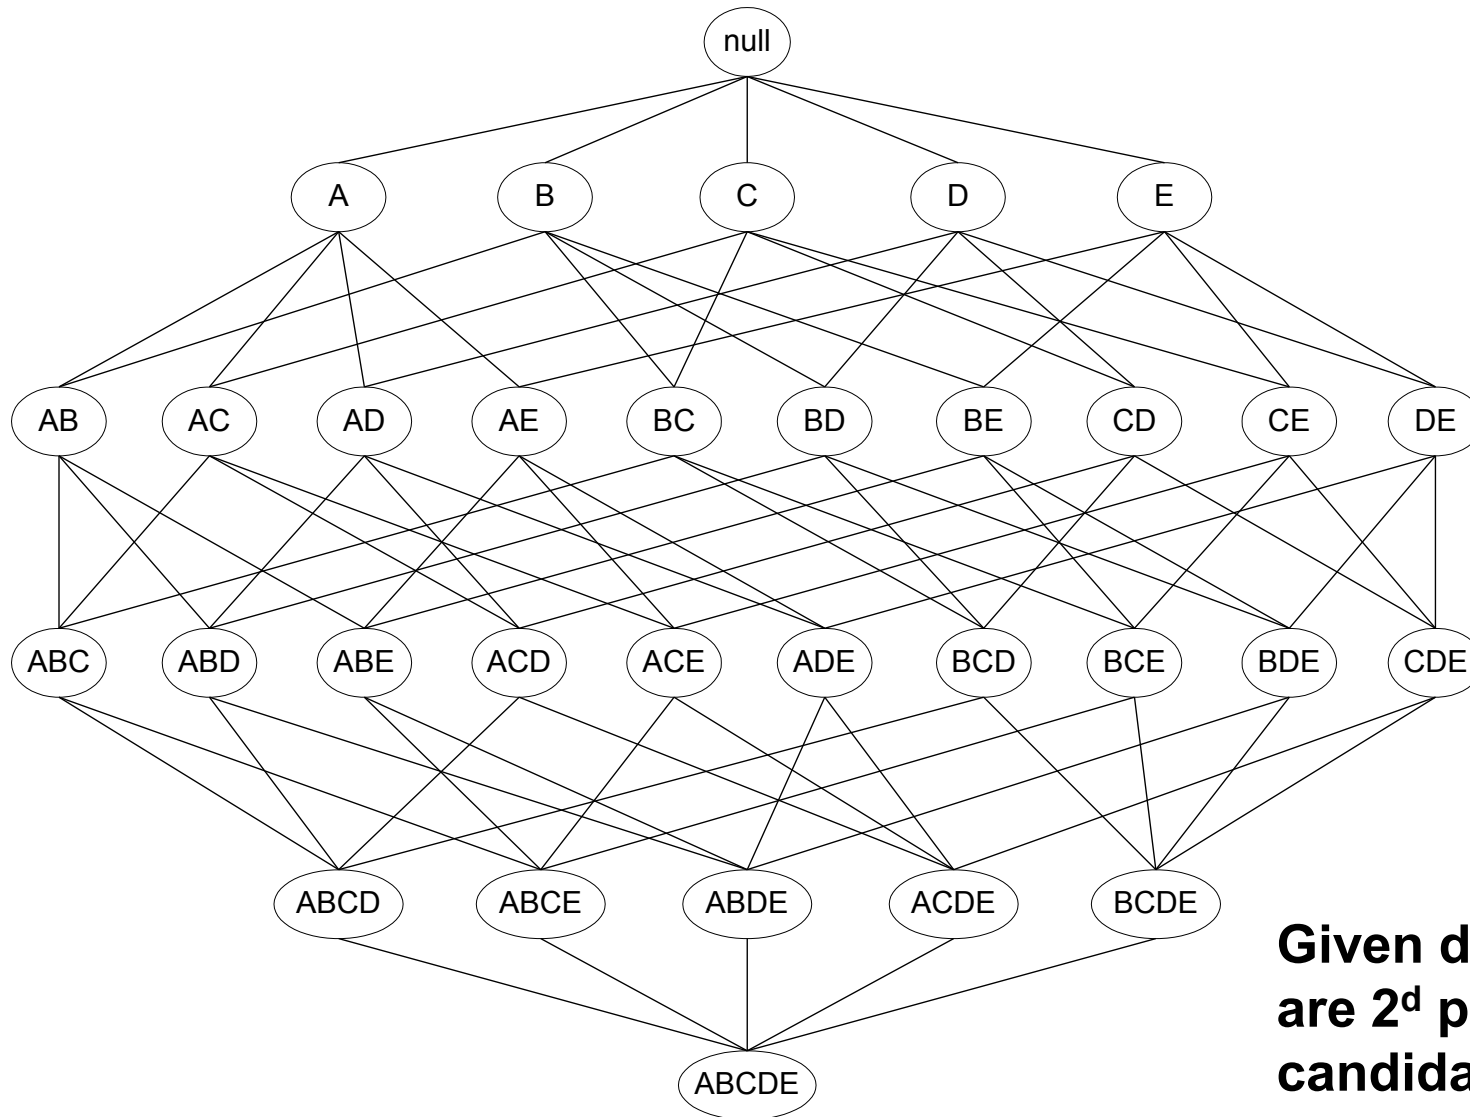 null
A B C D E
AB AC AD AE BC BD BE CD CE DE
ABC ABD ABE ACD ACE ADE BCD BCE BDE CDE
ABCD ABCE ABDE ACDE BCDE
Given d
are 2ᵈ
ABCDE